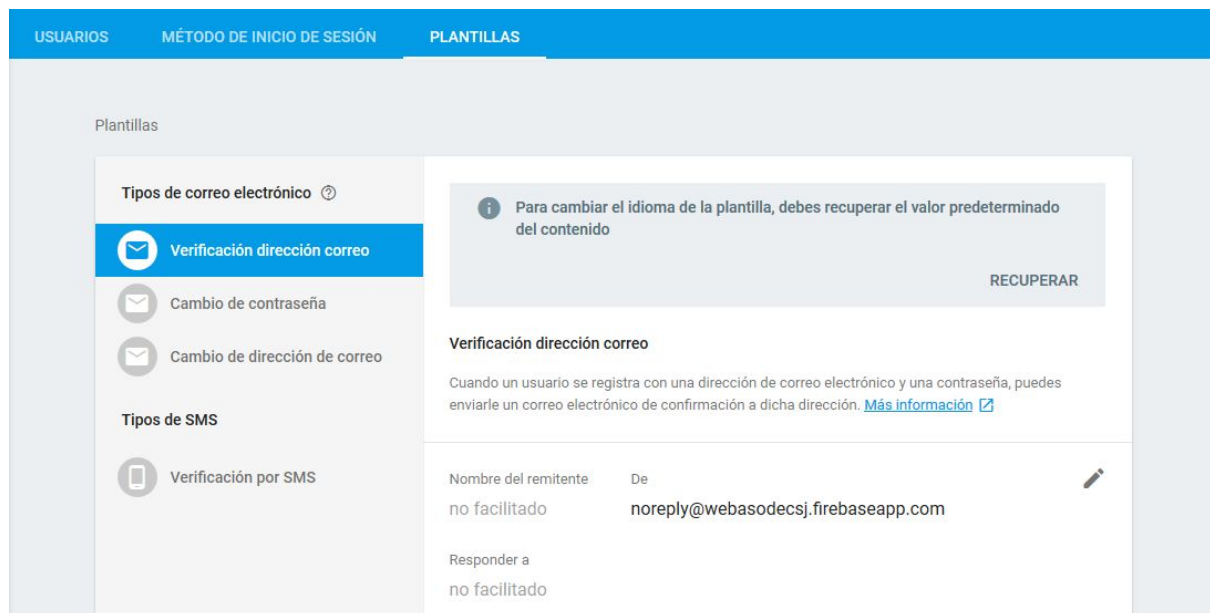 USUARIOS MÉTODO DE INICIO DE SESIÓN PLANTILLAS
Plantillas
Tipos de correo electrónico
Verificación dirección correo
Cambio de contraseña
Cambio de dirección de correo
Tipos de SMS
Verificación por SMS
Para cambiar el idioma de la plantilla, debes recuperar el valor predeterminado
del contenido
RECUPERAR
Verificación dirección correo
Cuando un usuario se registra con una dirección de correo electrónico y una contraseña, puedes
enviarle un correo electrónico de confirmación a dicha dirección. Más información
Nombre del remitente De
no facilitado noreply@webasodecsj.firebaseapp.com
Responder a
no facilitado